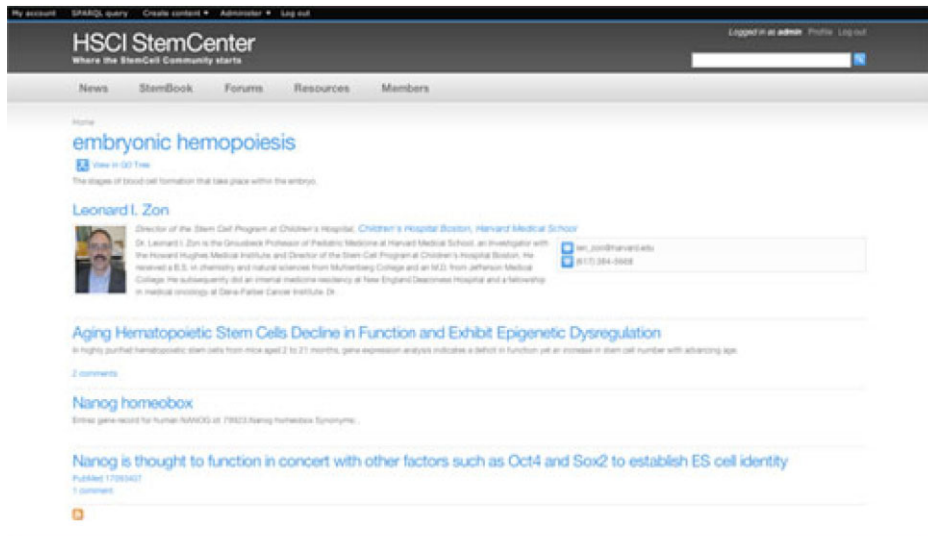 My account SPARQL query Create content Administer Log out
Logged in as admin Profile Log out
HSCI StemCenter
Where the StemCell Community starts
News StemBook Forums Resources Members
Home
embryonic hemopoiesis
View in GO Tree
The stages of blood cell formation that take place within the embryo.
Leonard I. Zon
Director of the Stem Cell Program at Children's Hospital, Children's Hospital Boston, Harvard Medical School
Dr. Leonard I. Zon is the Grousbeck Professor of Pediatric Medicine at Harvard Medical School, an investigator with
the Howard Hughes Medical Institute and Director of the Stem Cell Program at Children's Hospital Boston. He
received a B.S. in chemistry and natural sciences from Muhlenberg College and an M.D. from Jefferson Medical
College. He subsequently did an internal medicine residency at New England Deaconess Hospital and a fellowship
in medical oncology at Dana-Farber Cancer Institute. Dr.
len_zon@harvard.edu
(617) 384-5668
Aging Hematopoietic Stem Cells Decline in Function and Exhibit Epigenetic Dysregulation
In highly purified hematopoietic stem cells from mice aged 2 to 21 months, gene expression analysis indicates a deficit in function yet an increase in stem cell number with advancing age.
2 comments
Nanog homeobox
Entrez gene record for human NANOG id: 79923 Nanog homeobox Synonyms:
Nanog is thought to function in concert with other factors such as Oct4 and Sox2 to establish ES cell identity
PubMed 17093407
1 comment